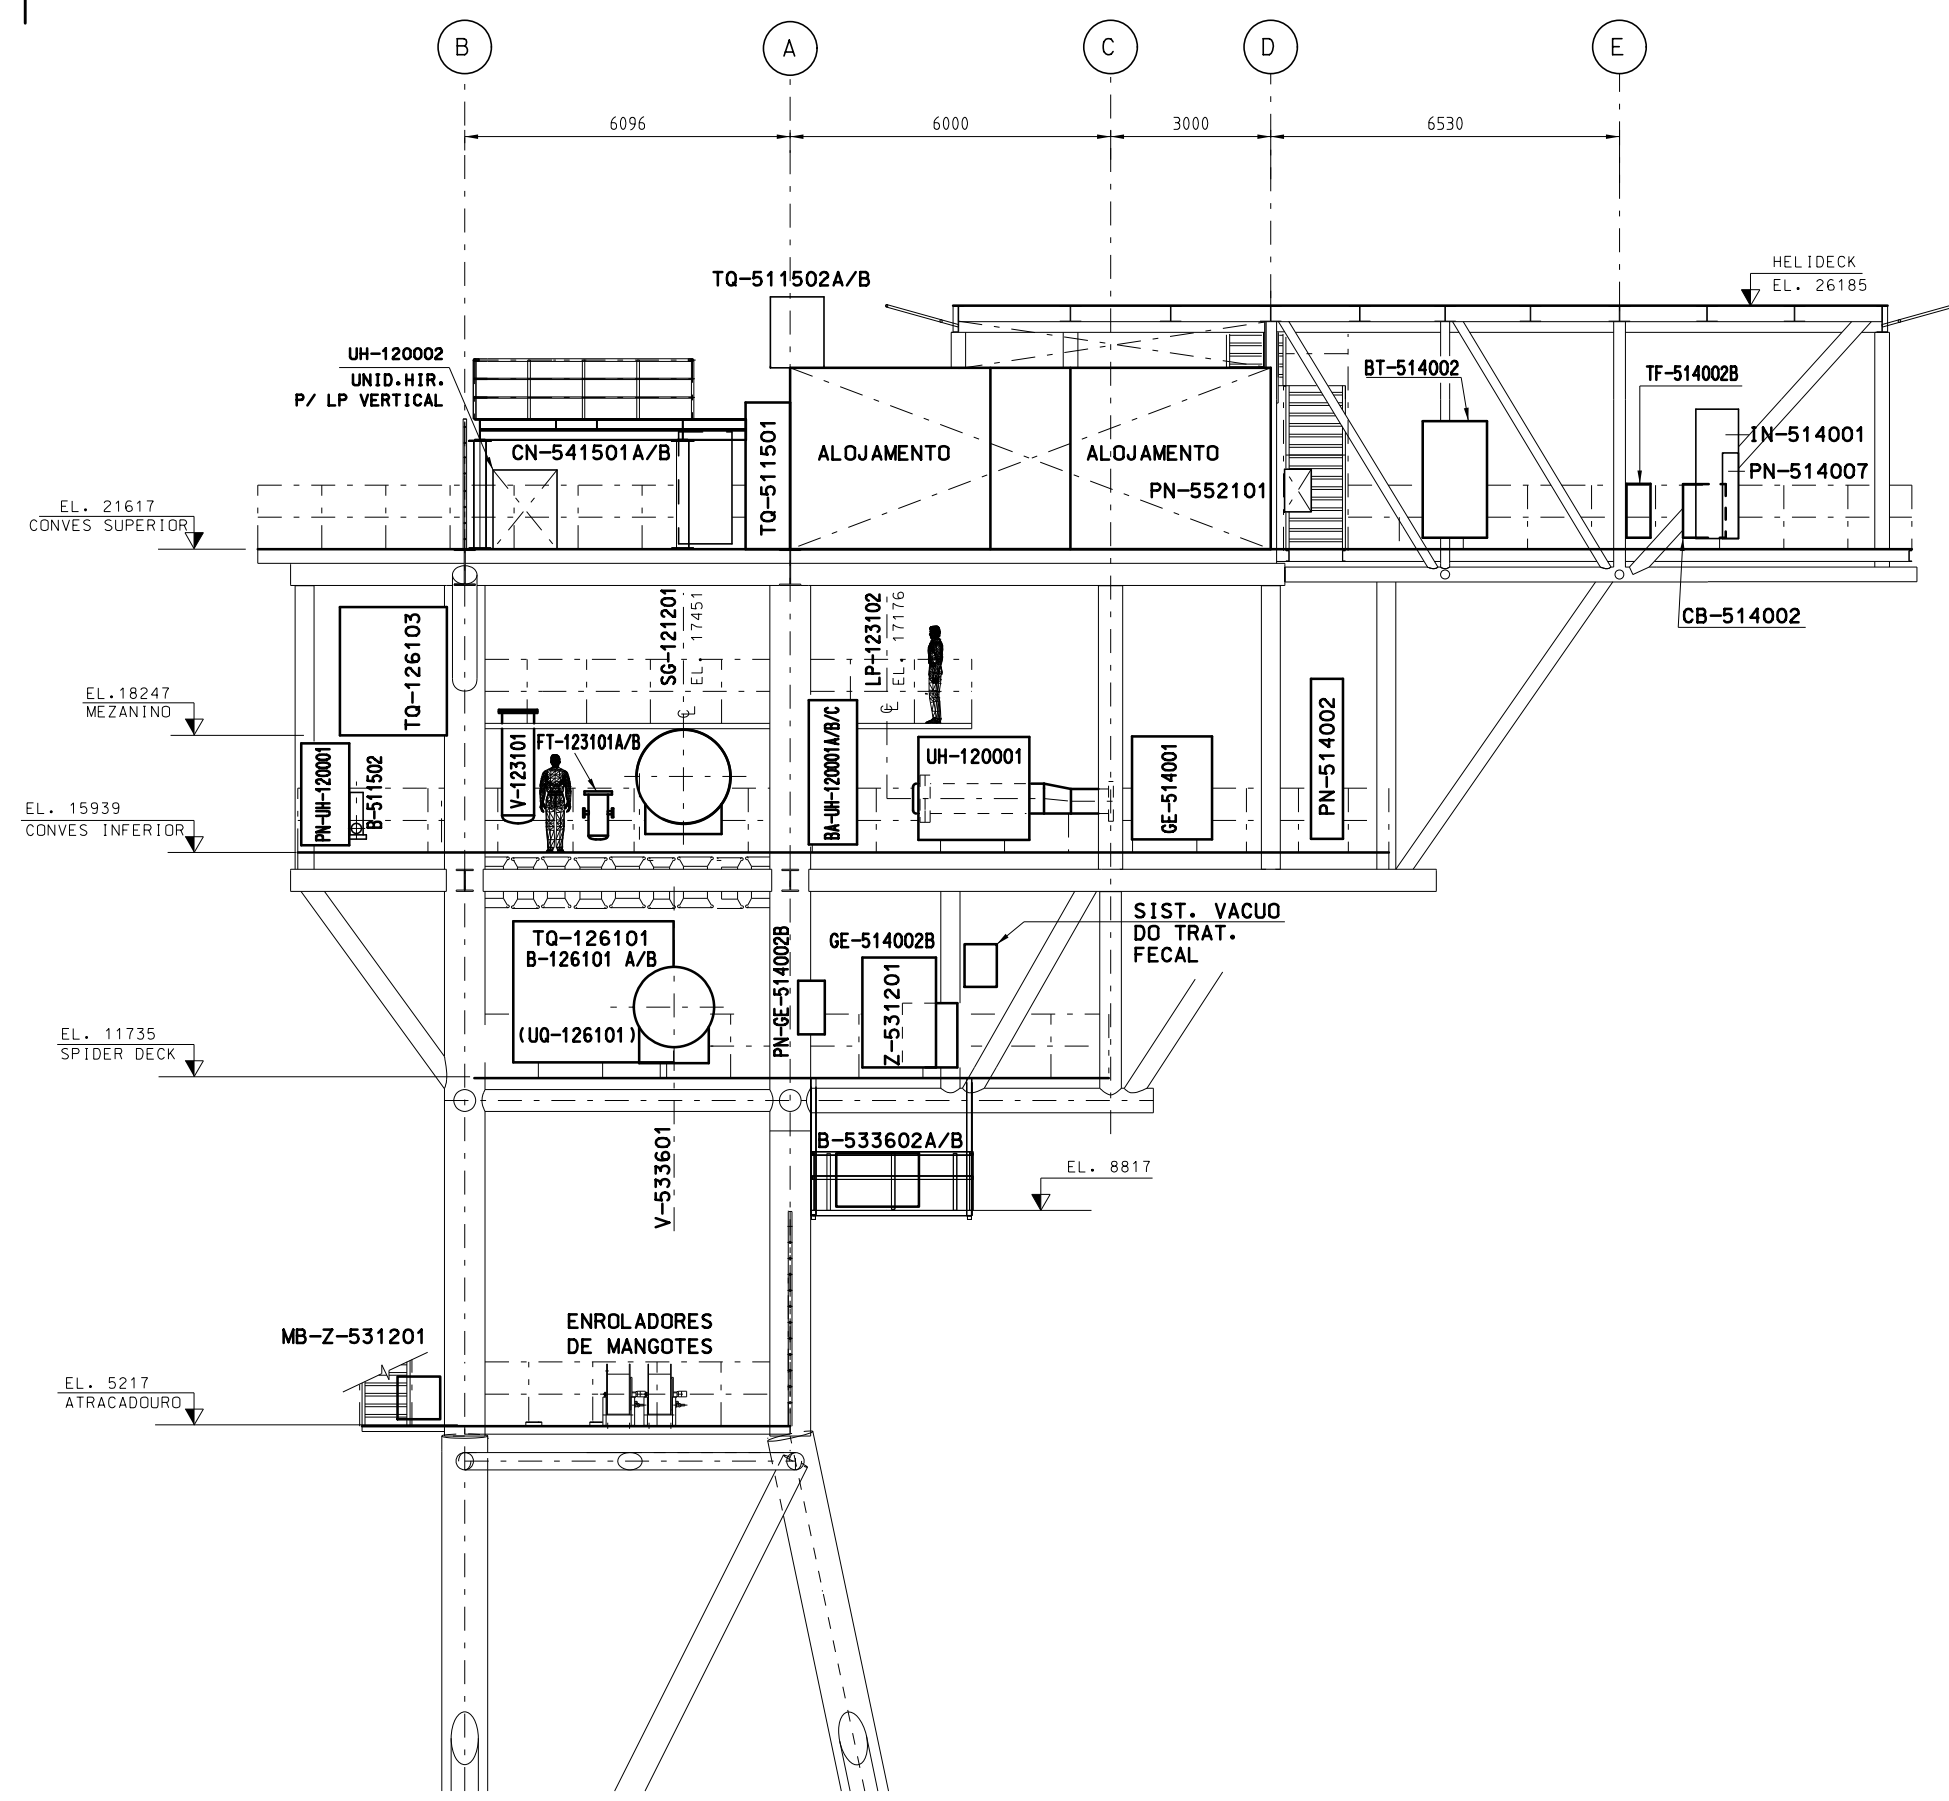 B
A
C
D
E
6096
6000
3000
6530
HELIDECK
EL. 26185
TQ-511502A/B
UH-120002
UNID.HIR.
P/ LP VERTICAL
BT-514002
TF-514002B
CN-541501A/B
TQ-511501
ALOJAMENTO
ALOJAMENTO
IN-514001
PN-514007
PN-552101
EL. 21617
CONVES SUPERIOR
CB-514002
TQ-126103
SG-121201
EL. 17451
LP-123102
EL. 17176
EL.18247
MEZANINO
PN-UH-120001
B-511502
V-123101
FT-123101A/B
BA-UH-120001A/B/C
UH-120001
GE-514001
PN-514002
EL. 15939
CONVES INFERIOR
SIST. VACUO
DO TRAT.
FECAL
TQ-126101
B-126101 A/B
(UQ-126101)
PN-GE-514002B
GE-514002B
Z-531201
EL. 11735
SPIDER DECK
V-533601
B-533602A/B
EL. 8817
ENROLADORES
DE MANGOTES
MB-Z-531201
EL. 5217
ATRACADOURO